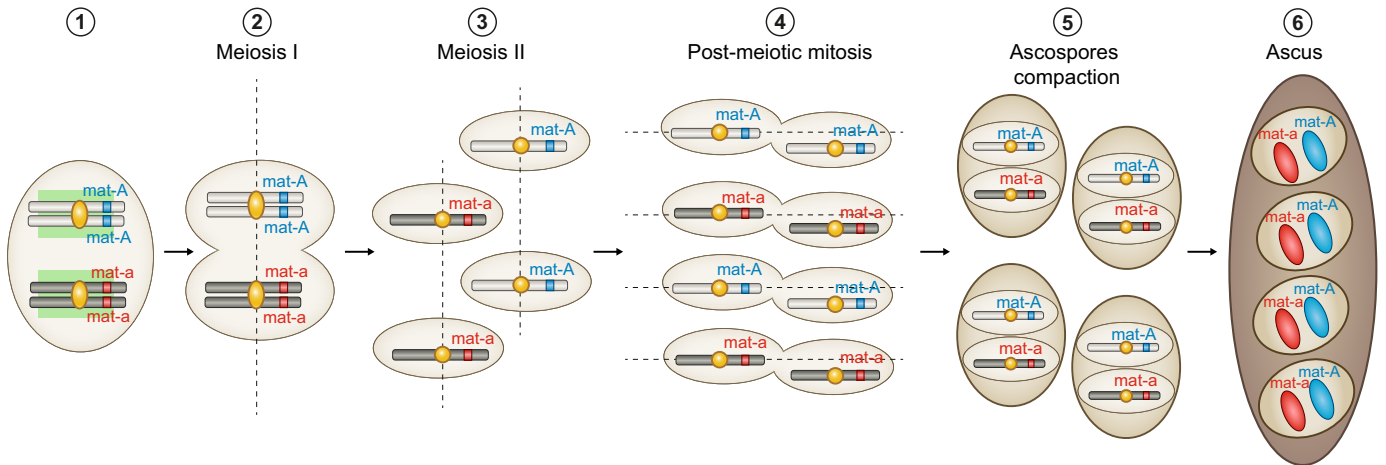 1
2
3
4
5
6
Meiosis I
Meiosis II
Post-meiotic mitosis
Ascospores
compaction
Ascus
mat-A
mat-A
mat-a
mat-a
mat-A
mat-A
mat-a
mat-a
mat-A
mat-a
mat-A
mat-a
mat-A
mat-A
mat-a
mat-a
mat-A
mat-A
mat-a
mat-a
mat-A
mat-a
mat-A
mat-a
mat-A
mat-a
mat-A
mat-a
mat-a
mat-A
mat-a
mat-A
mat-a
mat-A
mat-a
mat-A